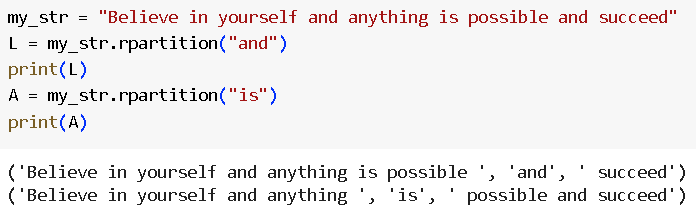 my_str = "Believe in yourself and anything is possible and succeed"
L = my_str.rpartition("and")
print(L)
A = my_str.rpartition("is")
print(A)
('Believe in yourself and anything is possible ', 'and', ' succeed')
('Believe in yourself and anything ', 'is', ' possible and succeed')